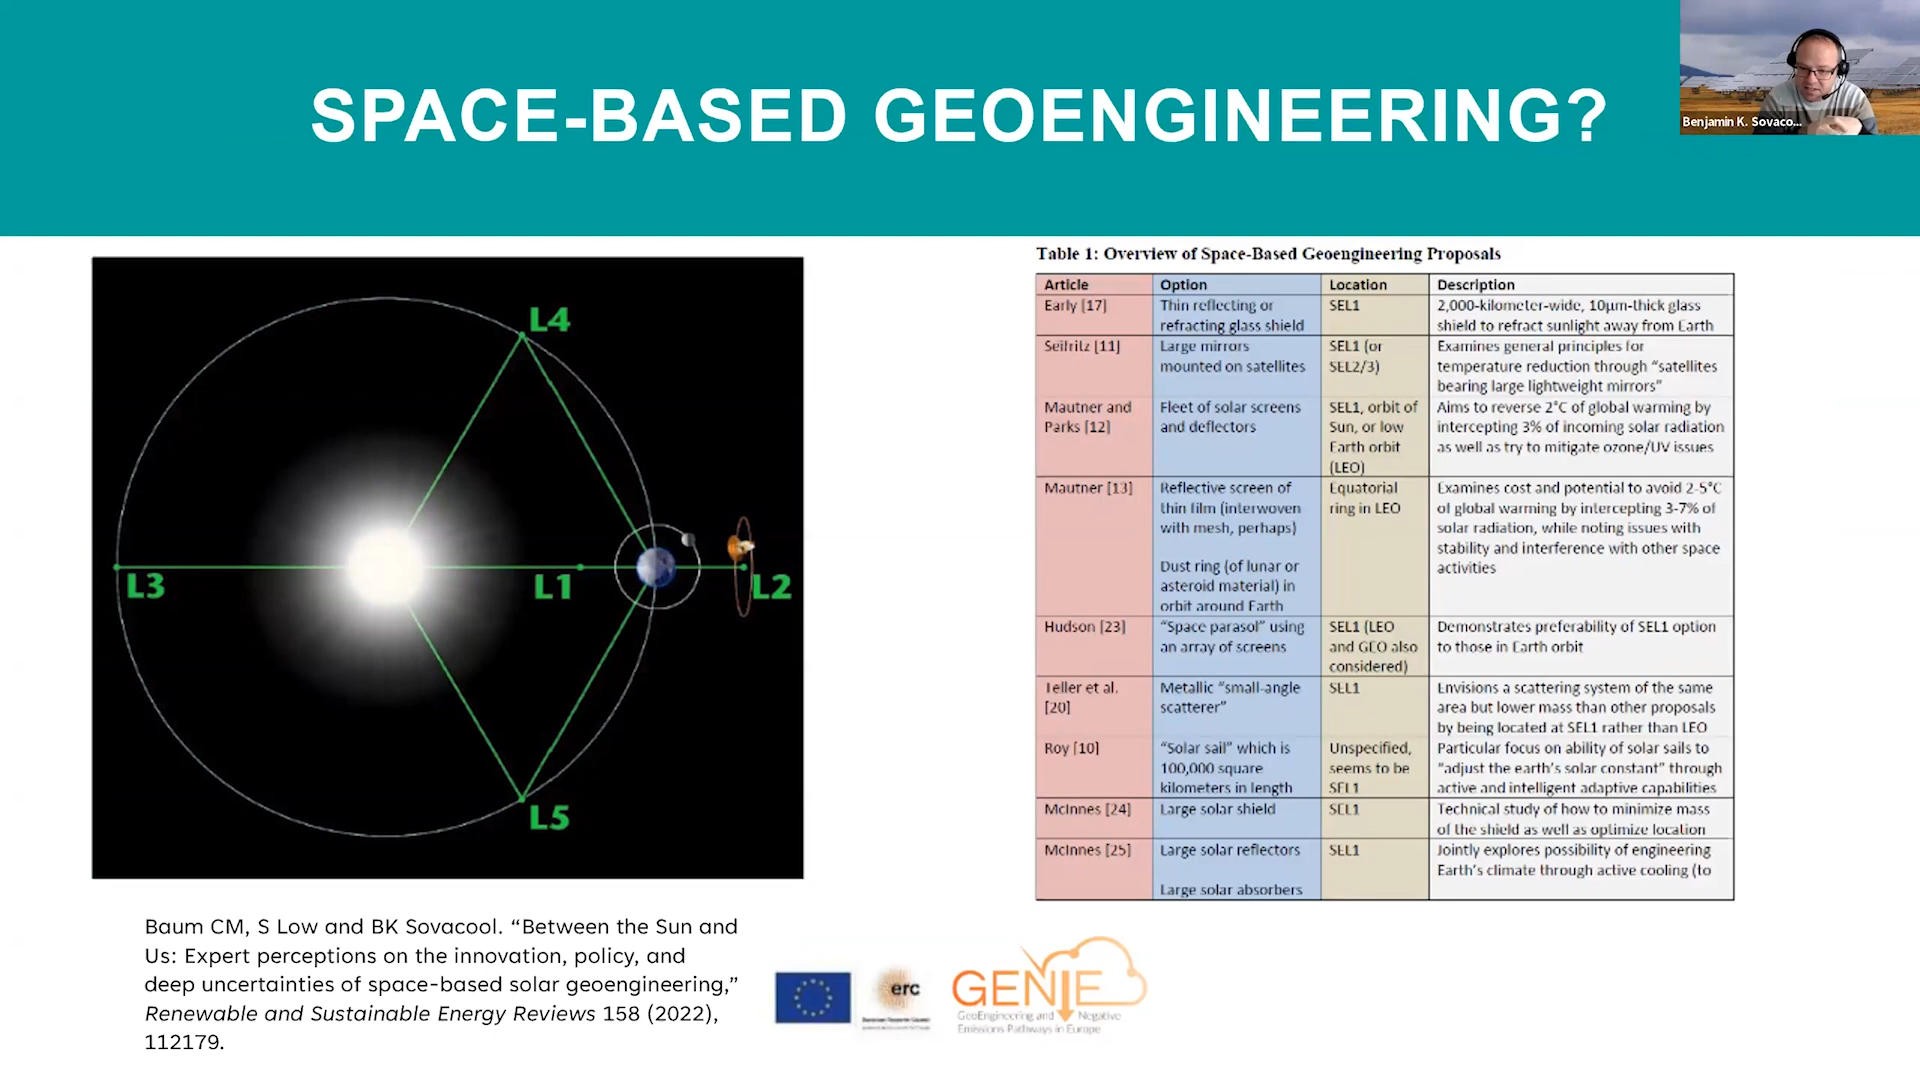 SPACE-BASED GEOENGINEERING?
Benjamin K. Sovaco...
L4
L3
L1
L2
L5
Table 1: Overview of Space-Based Geoengineering Proposals
Article Option Location Description
Early [17] Thin reflecting or SEL1 2,000-kilometer-wide, 10µm-thick glass
refracting glass shield shield to refract sunlight away from Earth
Seifritz [11] Large mirrors SEL1 (or Examines general principles for
mounted on satellites SEL2/3) temperature reduction through “satellites
bearing large lightweight mirrors”
Mautner and Fleet of solar screens SEL1, orbit of Aims to reverse 2°C of global warming by
Parks [12] and deflectors Sun, or low intercepting 3% of incoming solar radiation
Earth orbit as well as try to mitigate ozone/UV issues
(LEO)
Mautner [13] Reflective screen of Equatorial Examines cost and potential to avoid 2-5°C
thin film (interwoven ring in LEO of global warming by intercepting 3-7% of
with mesh, perhaps) solar radiation, while noting issues with
stability and interference with other space
Dust ring (of lunar or activities
asteroid material) in
orbit around Earth
Hudson [23] “Space parasol” using SEL1 (LEO Demonstrates preferability of SEL1 option
an array of screens and GEO also to those in Earth orbit
considered)
Teller et al. Metallic “small-angle SEL1 Envisions a scattering system of the same
[20] scatterer” area but lower mass than other proposals
by being located at SEL1 rather than LEO
Roy [10] “Solar sail” which is Unspecified, Particular focus on ability of solar sails to
100,000 square seems to be “adjust the earth’s solar constant” through
kilometers in length SEL1 active and intelligent adaptive capabilities
McInnes [24] Large solar shield SEL1 Technical study of how to minimize mass
of the shield as well as optimize location
McInnes [25] Large solar reflectors SEL1 Jointly explores possibility of engineering
Earth’s climate through active cooling (to
Large solar absorbers
Baum CM, S Low and BK Sovacool. “Between the Sun and
Us: Expert perceptions on the innovation, policy, and
deep uncertainties of space-based solar geoengineering,”
Renewable and Sustainable Energy Reviews 158 (2022),
112179.
erc
GENIE
GeoEngineering and Negative
Emissions Pathways in Europe